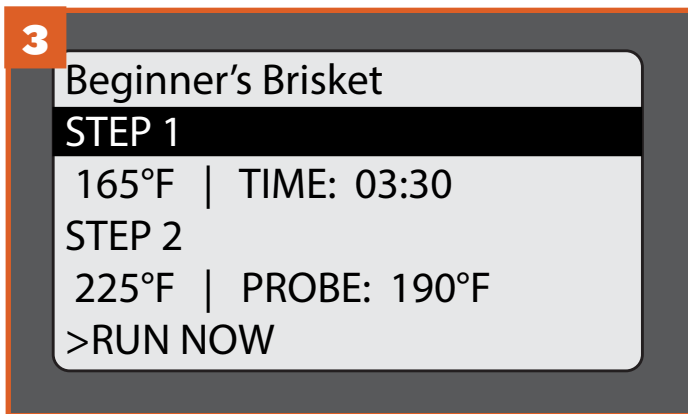 3
Beginner's Brisket
STEP 1
165°F | TIME: 03:30
STEP 2
225°F | PROBE: 190°F
>RUN NOW